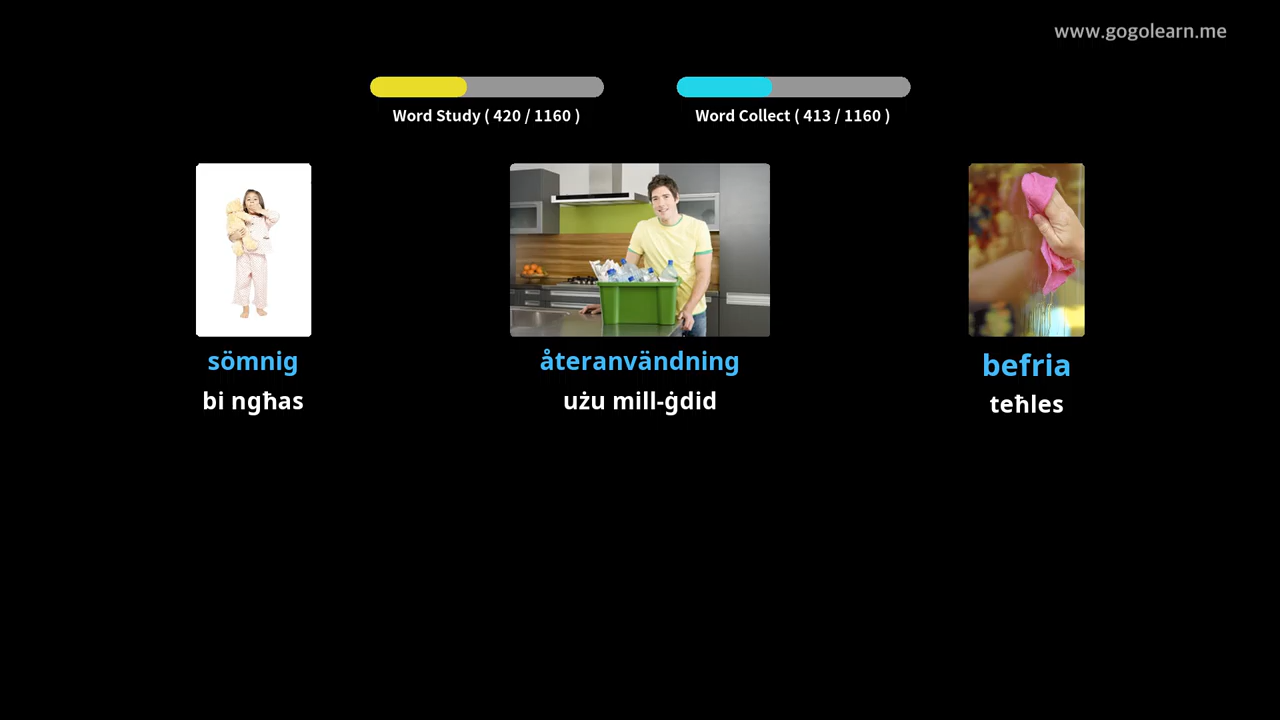 www.gogolearn.me
Word Study ( 420 / 1160 )
Word Collect ( 413 / 1160 )
sömnig
bi ngħas
återanvändning
użu mill-ġdid
befria
teħles